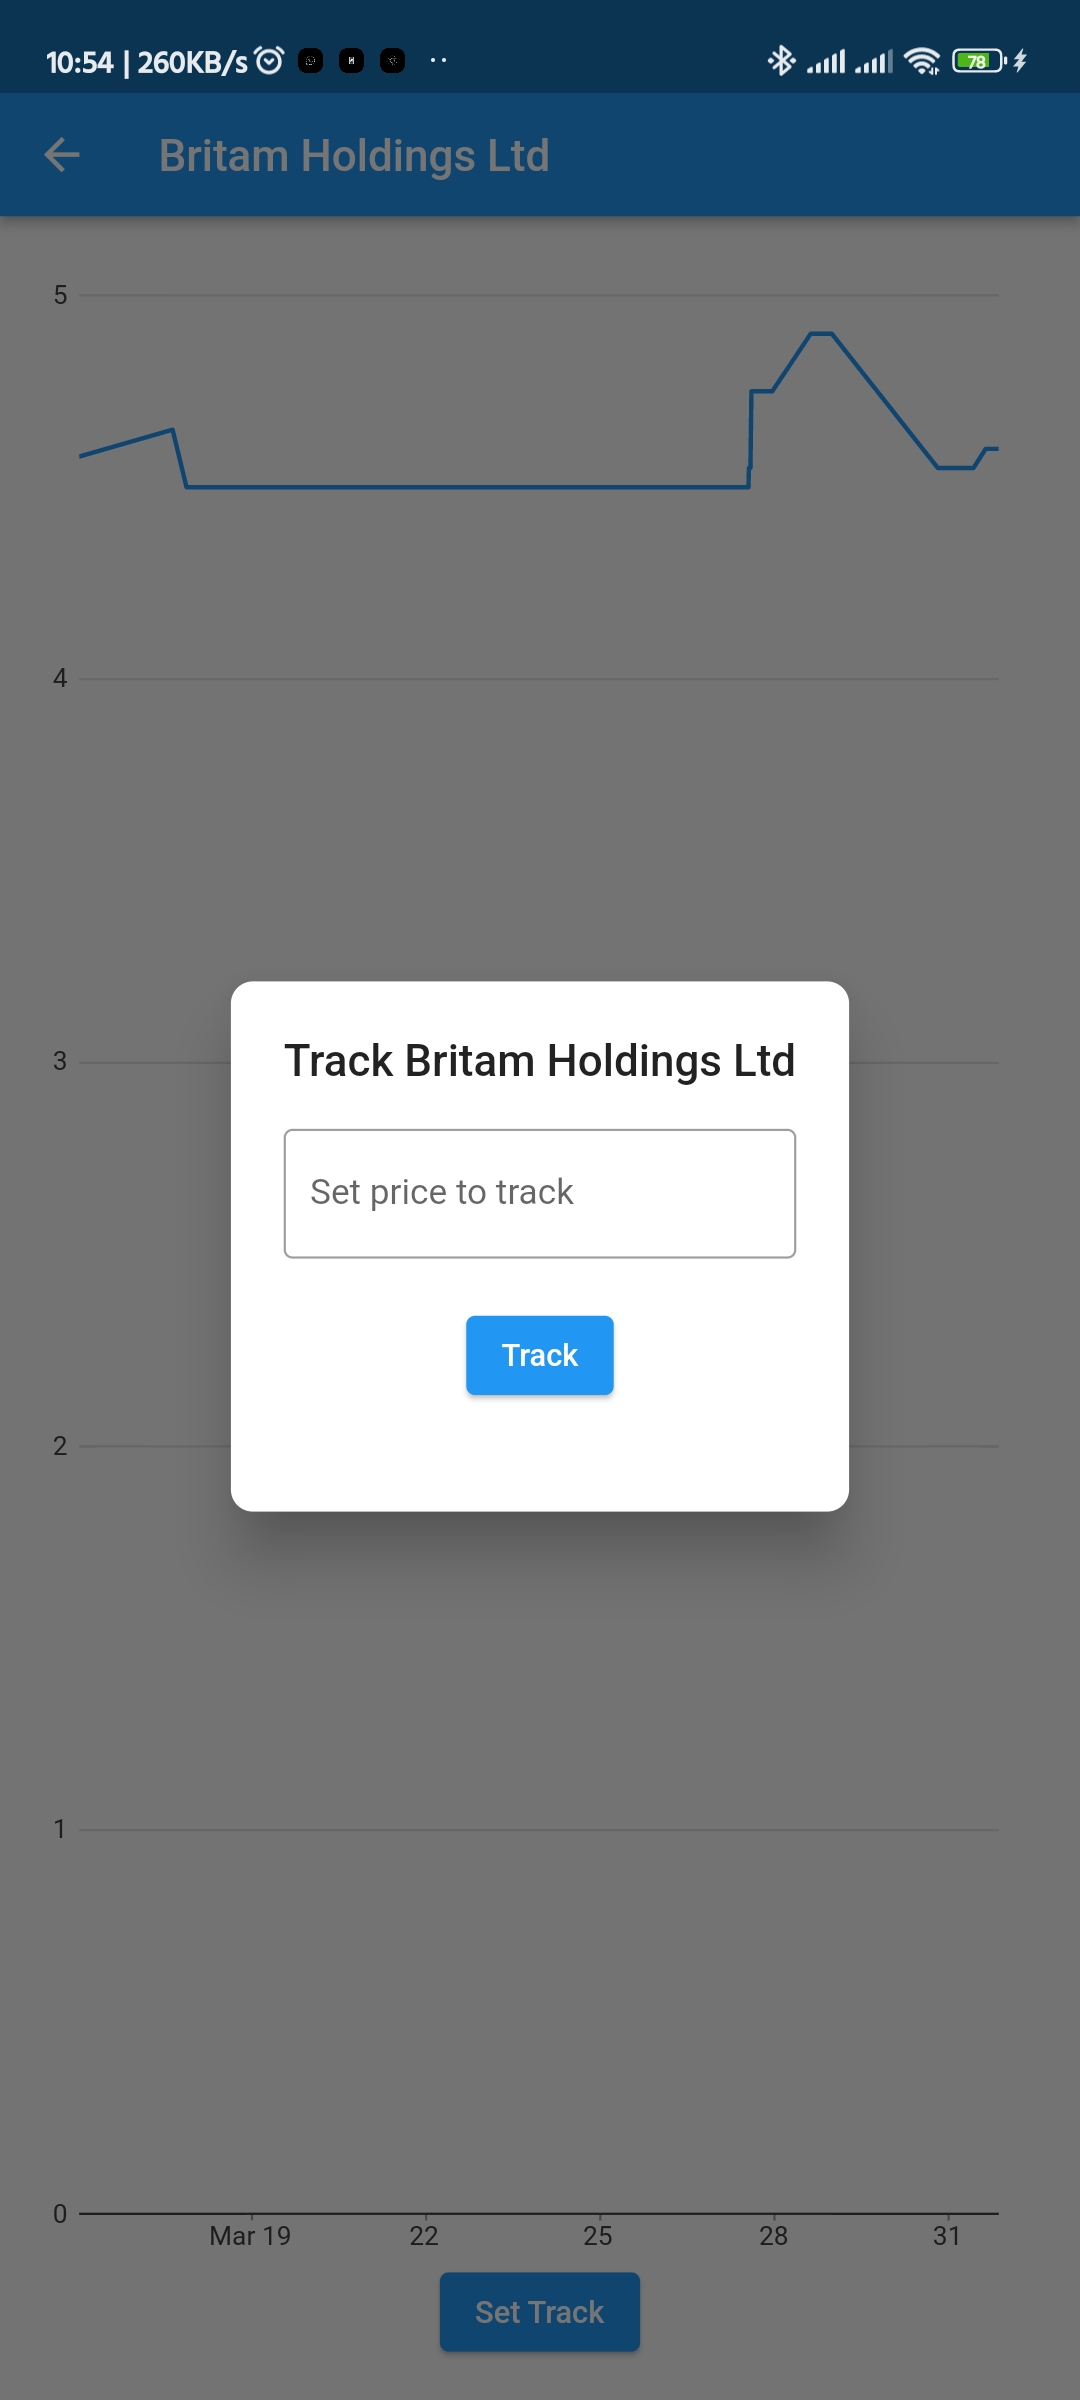 10:54 | 260KB/s
78
Britam Holdings Ltd
5
4
3
Track Britam Holdings Ltd
Set price to track
Track
2
1
0
Mar 19 22 25 28 31
Set Track